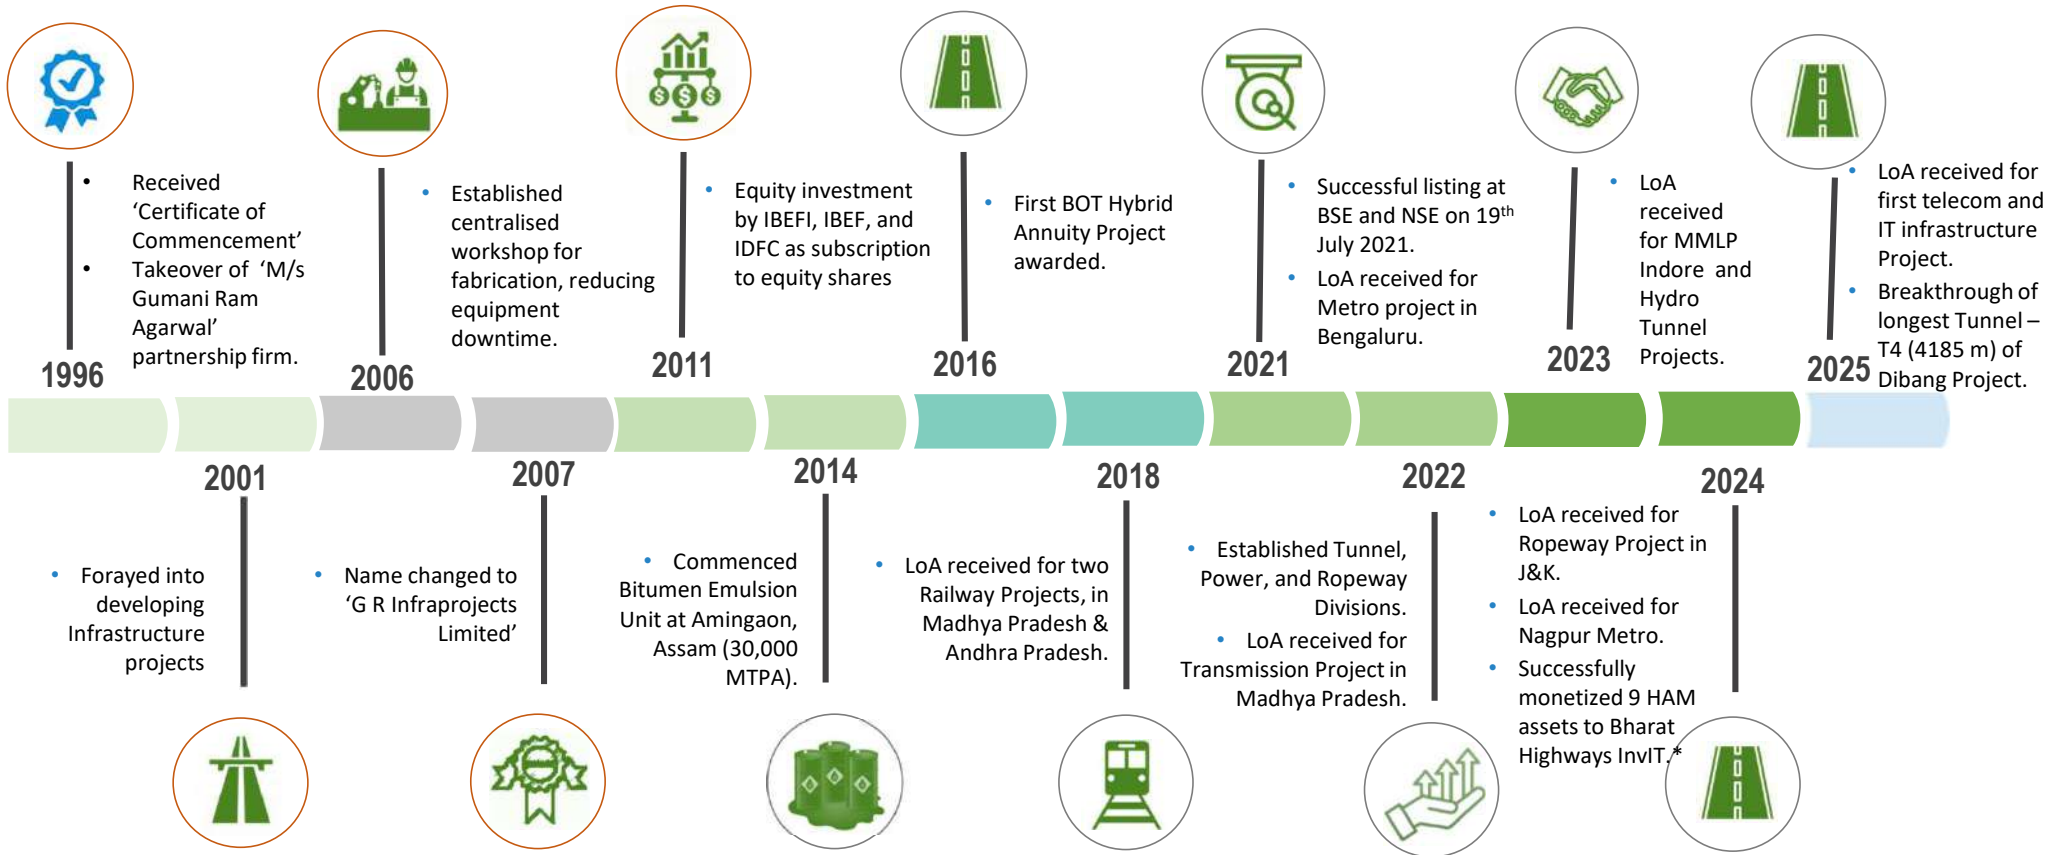 • Received
‘Certificate of
Commencement’
• Takeover of ‘M/s
Gumani Ram
Agarwal’
partnership firm.
1996
• Established
centralised
workshop for
fabrication, reducing
equipment
downtime.
2006
• Equity investment
by IBEFI, IBEF, and
IDFC as subscription
to equity shares
2011
• First BOT Hybrid
Annuity Project
awarded.
2016
• Successful listing at
BSE and NSE on 19th
July 2021.
• LoA received for
Metro project in
Bengaluru.
2021
• LoA
received
for MMLP
Indore and
Hydro
Tunnel
Projects.
2023
• LoA received for
first telecom and
IT infrastructure
Project.
• Breakthrough of
longest Tunnel –
T4 (4185 m) of
Dibang Project.
2025
2001
• Forayed into
developing
Infrastructure
projects
2007
• Name changed to
‘G R Infraprojects
Limited’
2014
• Commenced
Bitumen Emulsion
Unit at Amingaon,
Assam (30,000
MTPA).
2018
• LoA received for two
Railway Projects, in
Madhya Pradesh &
Andhra Pradesh.
2022
• Established Tunnel,
Power, and Ropeway
Divisions.
• LoA received for
Transmission Project in
Madhya Pradesh.
2024
• LoA received for
Ropeway Project in
J&K.
• LoA received for
Nagpur Metro.
• Successfully
monetized 9 HAM
assets to Bharat
Highways InvIT.*